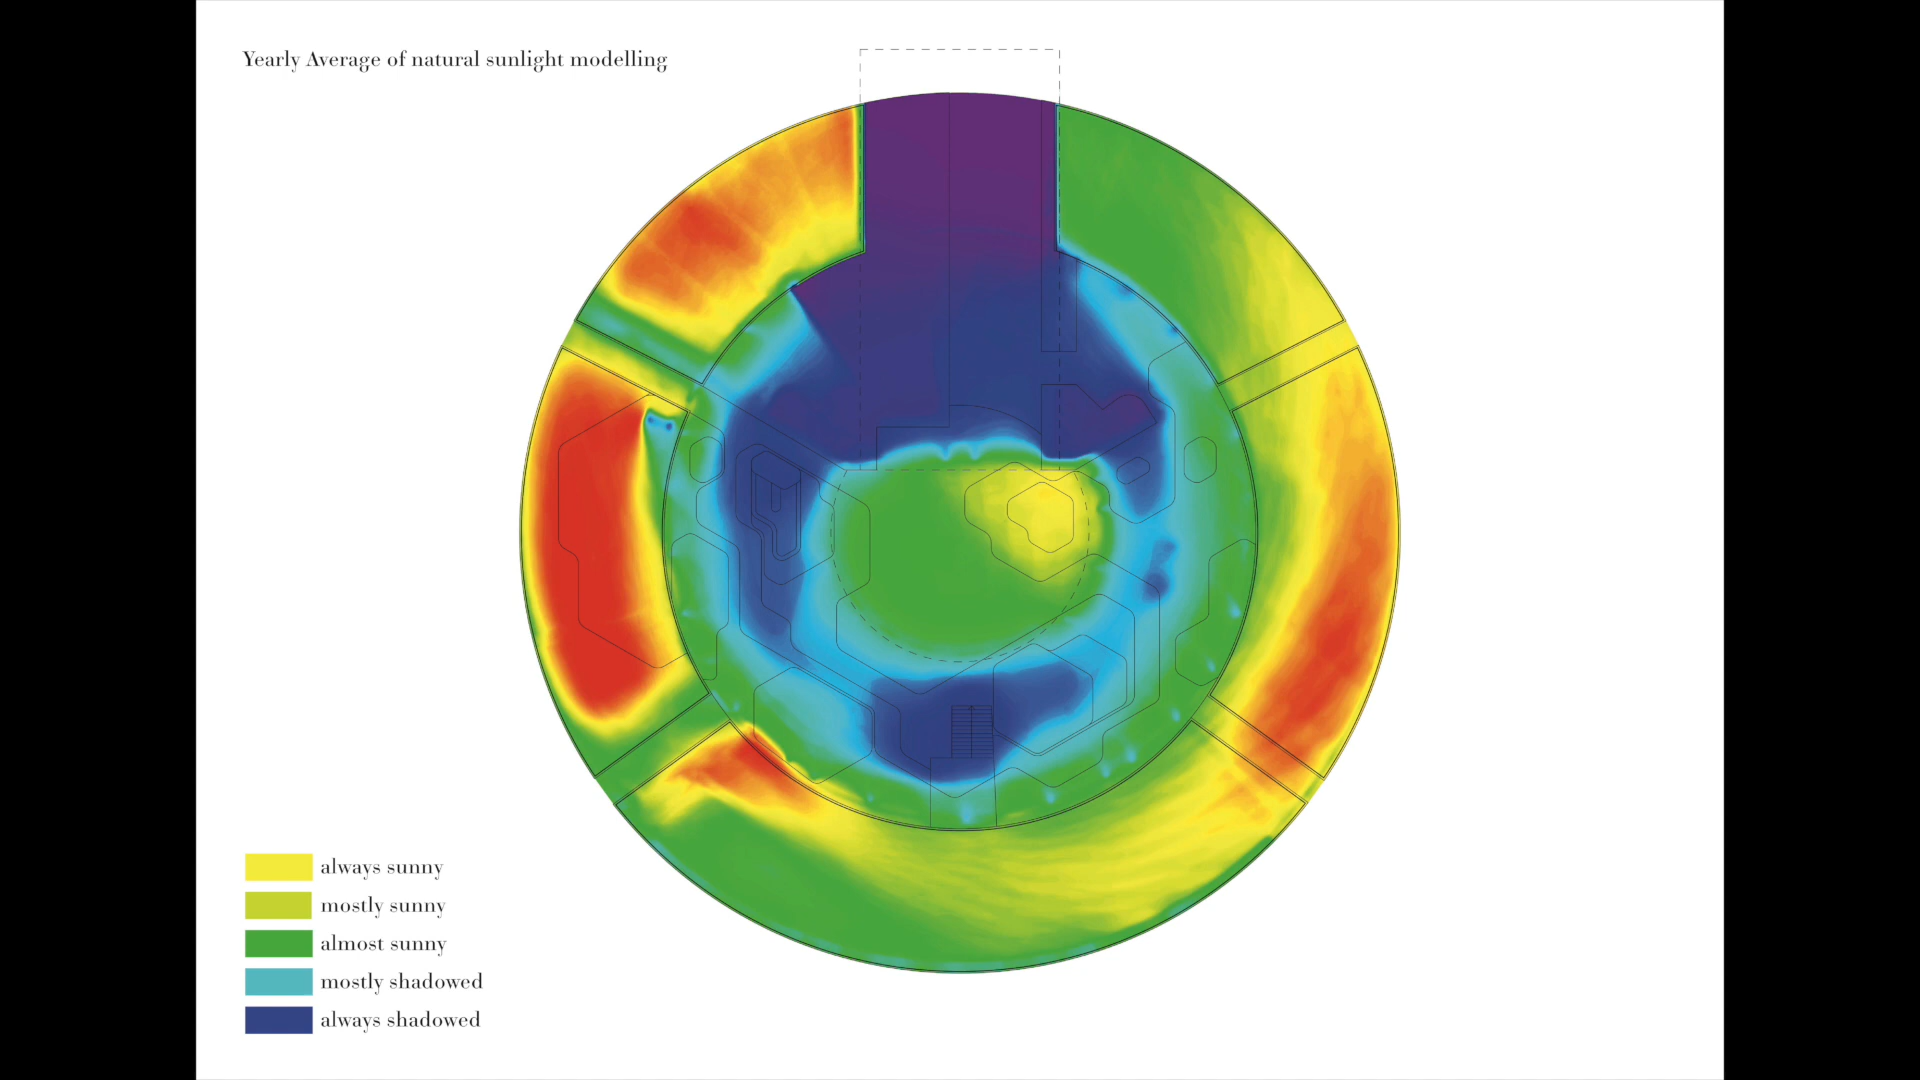 Yearly Average of natural sunlight modelling
always sunny
mostly sunny
almost sunny
mostly shadowed
always shadowed